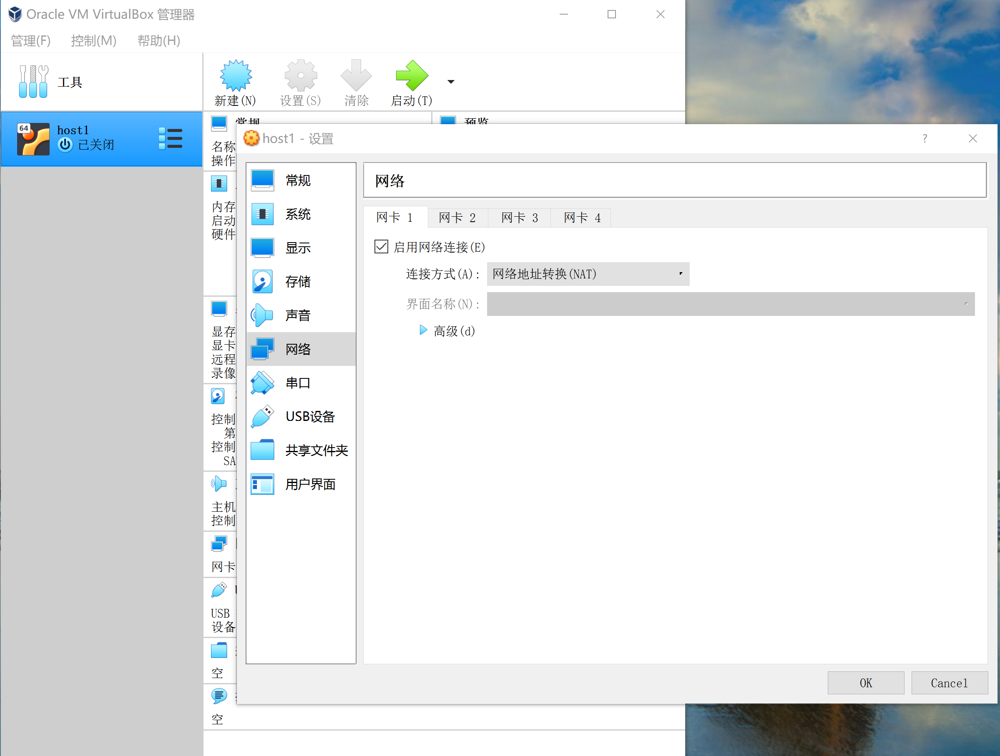 Oracle VM VirtualBox 管理器
管理(F) 控制(M) 帮助(H)
工具
新建(N) 设置(S) 清除 启动(T)
64
host1
已关闭
常规 预览
名称
操作
内存
启动
硬件
显存
显卡
远程
录像
控制
第
控制
SA
主机
控制
网卡
USB
设备
空
空
host1 - 设置
?
常规
系统
显示
存储
声音
网络
串口
USB设备
共享文件夹
用户界面
网络
网卡 1 网卡 2 网卡 3 网卡 4
启用网络连接(E)
连接方式(A): 网络地址转换(NAT)
界面名称(N):
高级(d)
OK Cancel